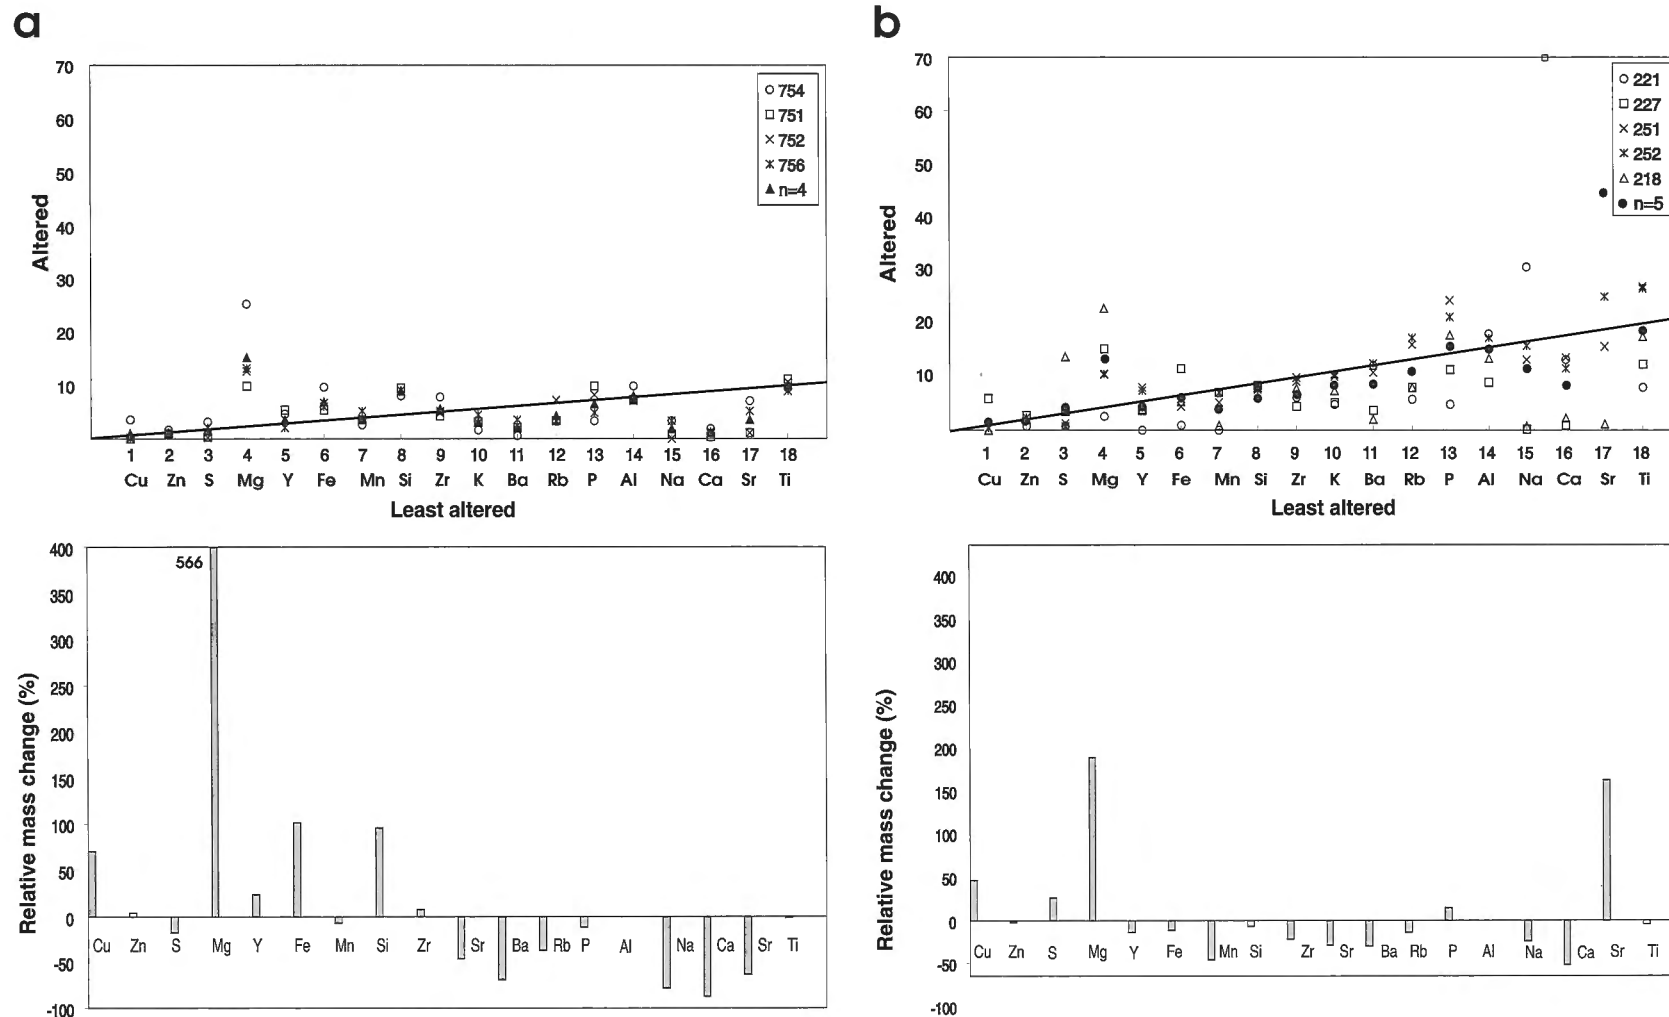 a
70
60
50
40
30
20
10
Altered
754
751
752
756
n=4
1 2 3 4 5 6 7 8 9 10 11 12 13 14 15 16 17 18
Cu Zn S Mg Y Fe Mn Si Zr K Ba Rb P Al Na Ca Sr Ti
Least altered
b
70
60
50
40
30
20
10
Altered
221
227
251
252
218
n=5
1 2 3 4 5 6 7 8 9 10 11 12 13 14 15 16 17 18
Cu Zn S Mg Y Fe Mn Si Zr K Ba Rb P Al Na Ca Sr Ti
Least altered
400
350
300
250
200
150
100
50
0
-50
-100
Relative mass change (%)
566
Cu Zn S Mg Y Fe Mn Si Zr Sr Ba Rb P Al Na Ca Sr Ti
400
350
300
200
150
100
50
0
-50
-100
Relative mass change (%)
Cu Zn S Mg Y Fe Mn Si Zr Sr Ba Rb P Al Na Ca Sr Ti